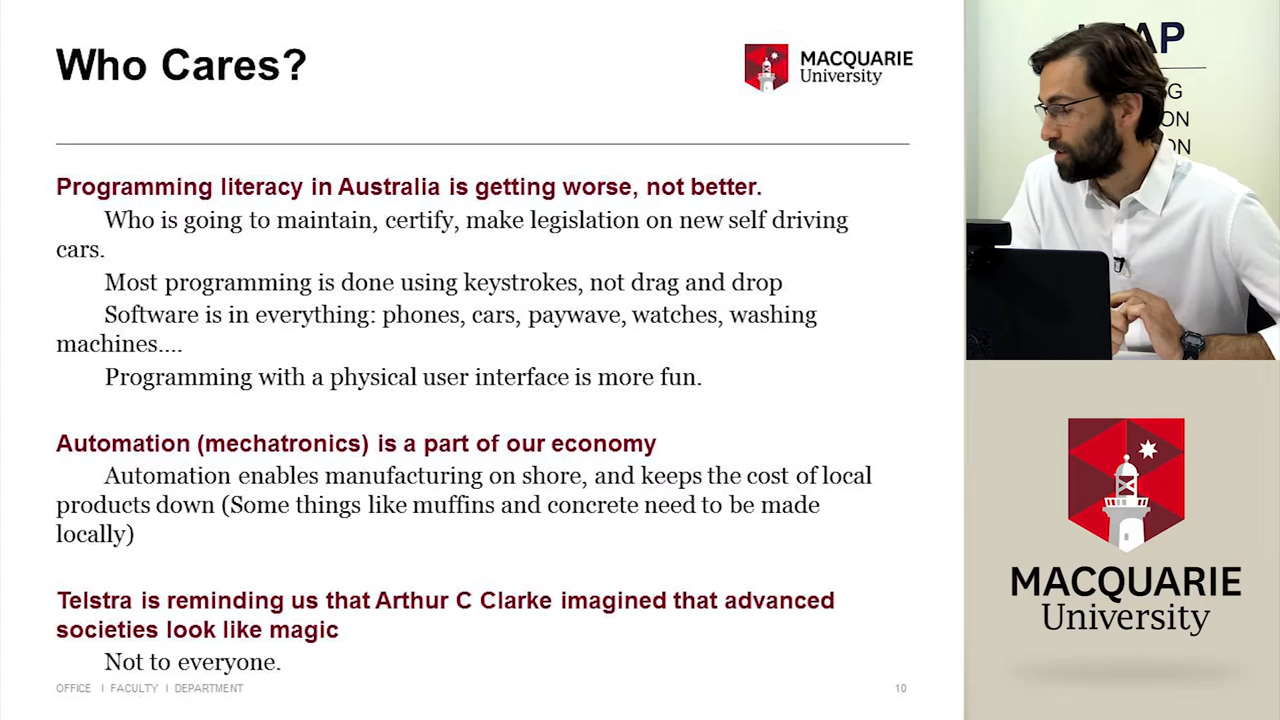 Who Cares?
MACQUARIE
University
Programming literacy in Australia is getting worse, not better.
Who is going to maintain, certify, make legislation on new self driving
cars.
Most programming is done using keystrokes, not drag and drop
Software is in everything: phones, cars, paywave, watches, washing
machines....
Programming with a physical user interface is more fun.
Automation (mechatronics) is a part of our economy
Automation enables manufacturing on shore, and keeps the cost of local
products down (Some things like muffins and concrete need to be made
locally)
Telstra is reminding us that Arthur C Clarke imagined that advanced
societies look like magic
Not to everyone.
OFFICE I FACULTY I DEPARTMENT
10
AP
G
ON
ON
MACQUARIE
University